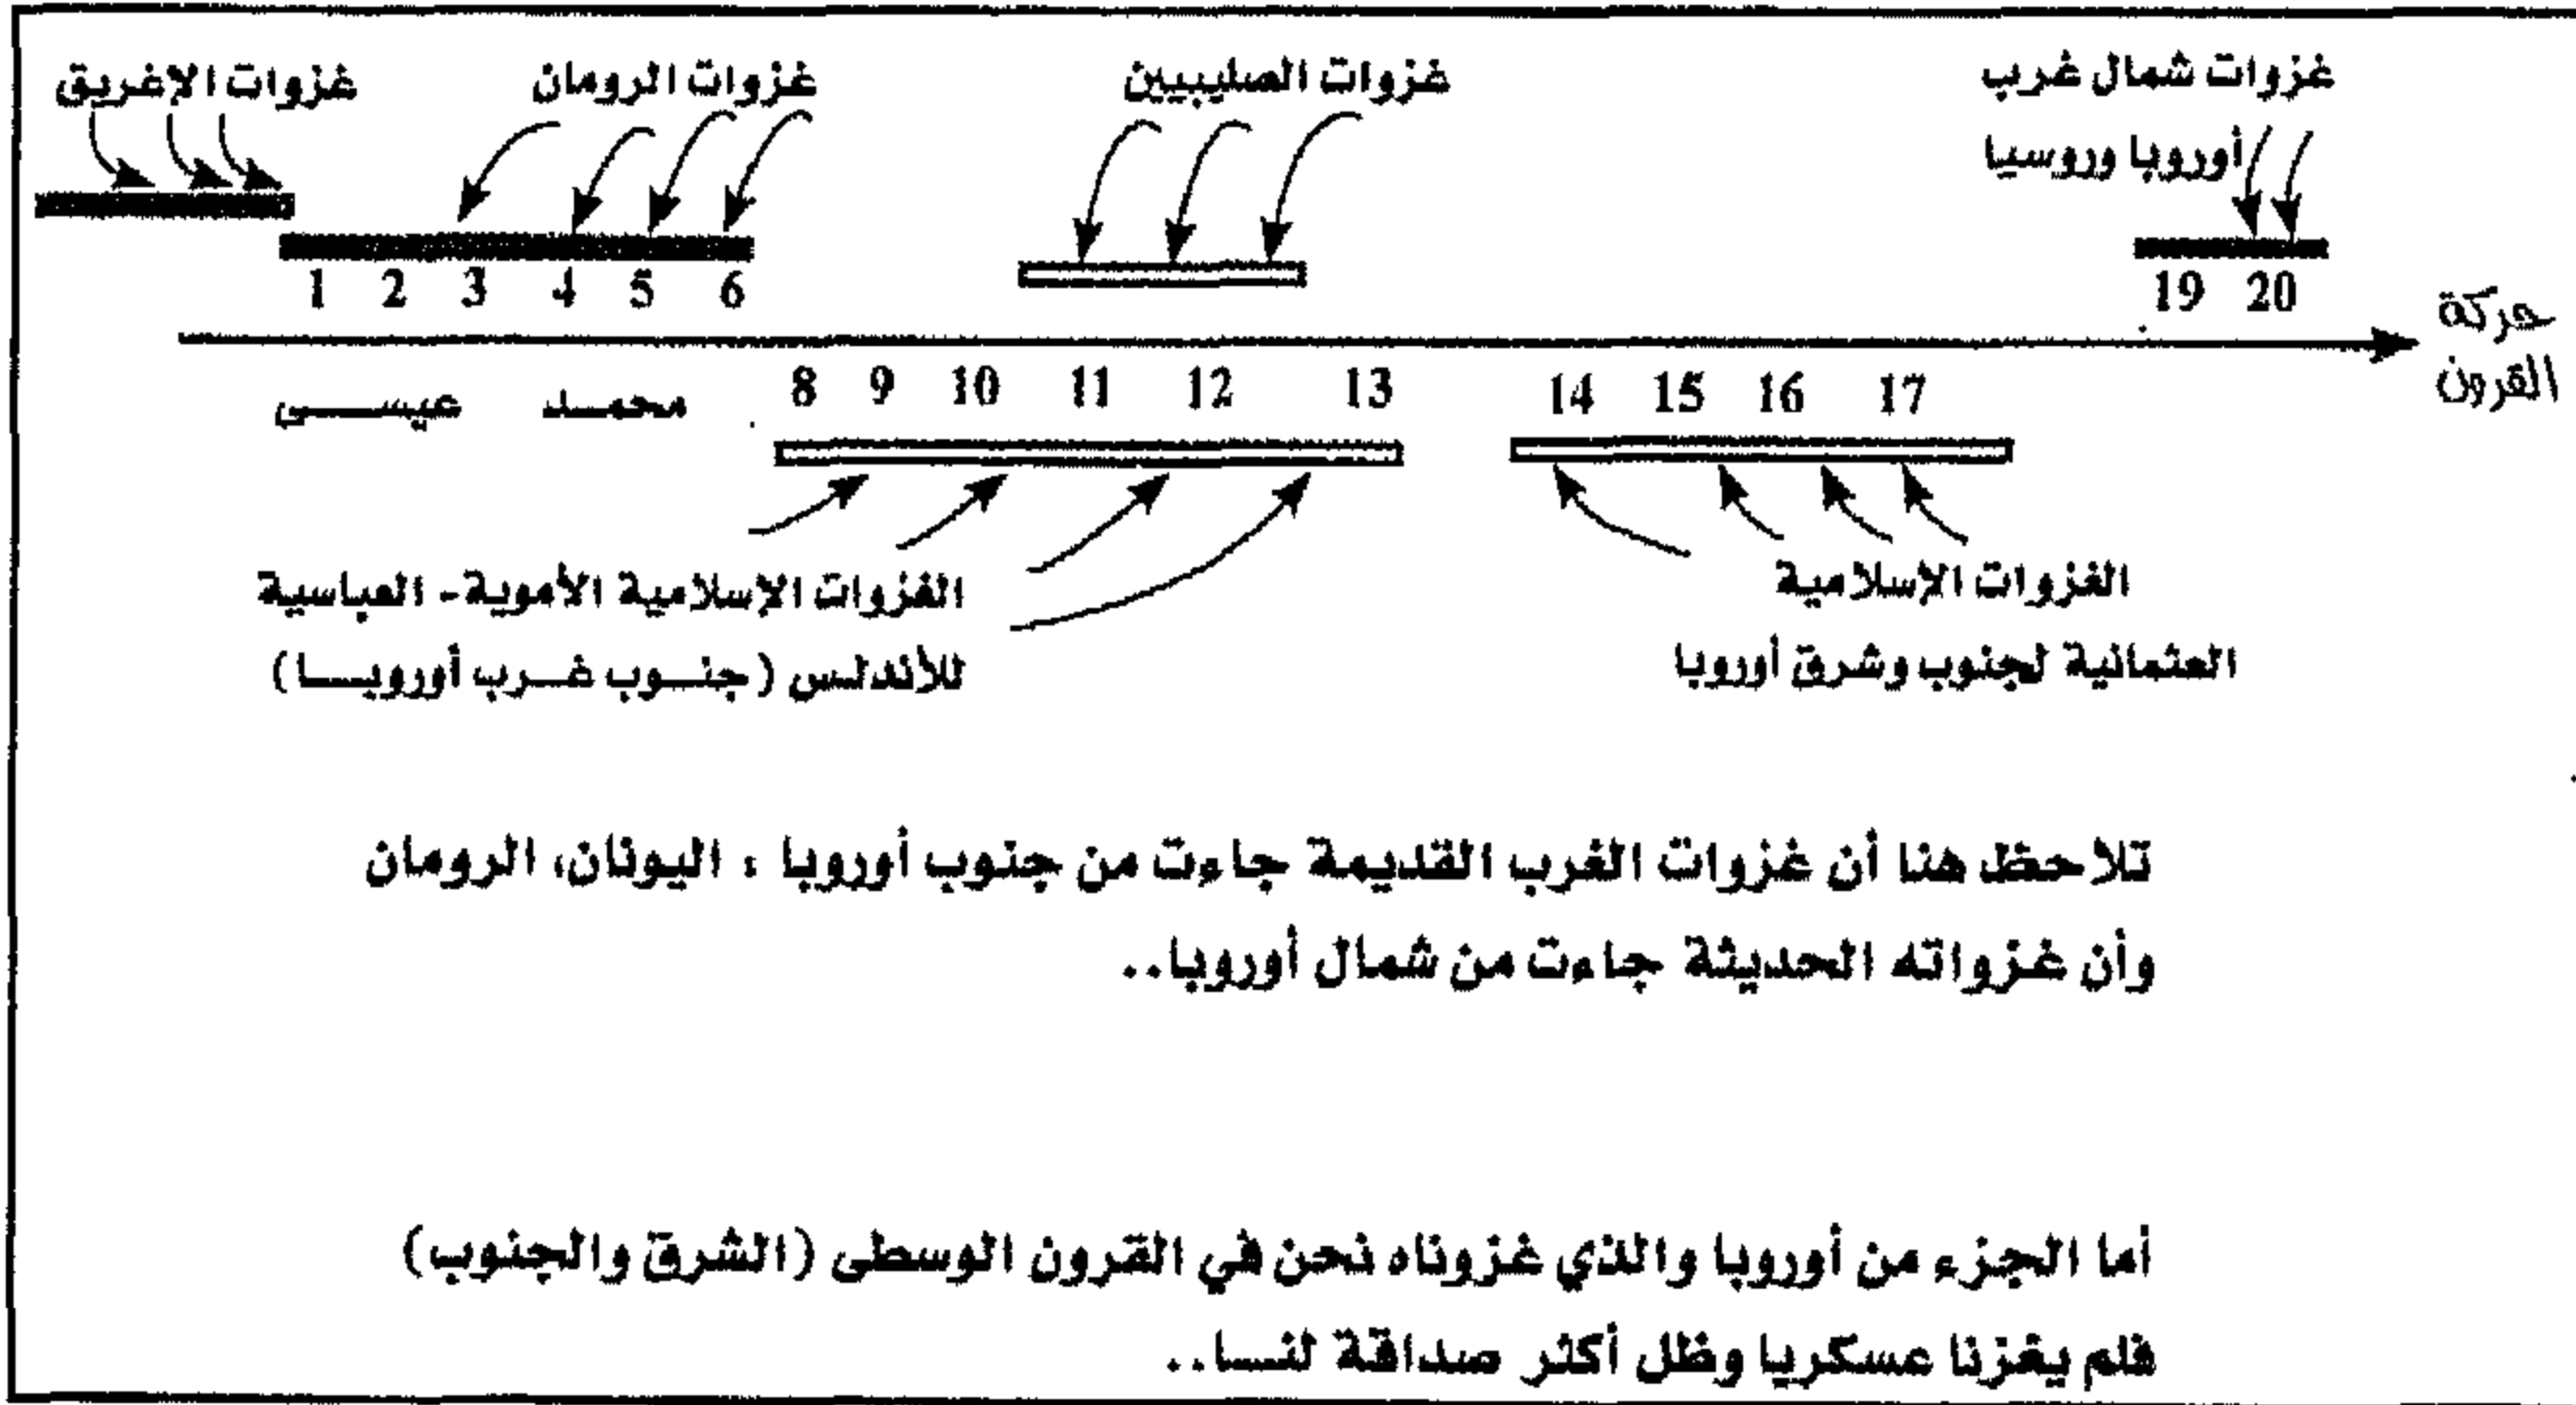 غزوات الإغريق
غزوات الرومان
غزوات الصليبيين
غزوات شمال غرب
أوروبا وروسيا
1 2 3 4 5 6
19 20
حركة
القرون
عيسى
محمد
8 9 10 11 12 13
14 15 16 17
الغزوات الإسلامية الأموية - العباسية
للأندلس (جنوب غرب أوروبا)
الغزوات الإسلامية
العثمانية لجنوب وشرق أوروبا
تلاحظ هنا أن غزوات الغرب القديمة جاءت من جنوب أوروبا : اليونان، الرومان
وأن غزواته الحديثة جاءت من شمال أوروبا..
أما الجزء من أوروبا والذي غزوناه نحن في القرون الوسطى (الشرق والجنوب)
فلم يغزنا عسكريا وظل أكثر صداقة لنا..